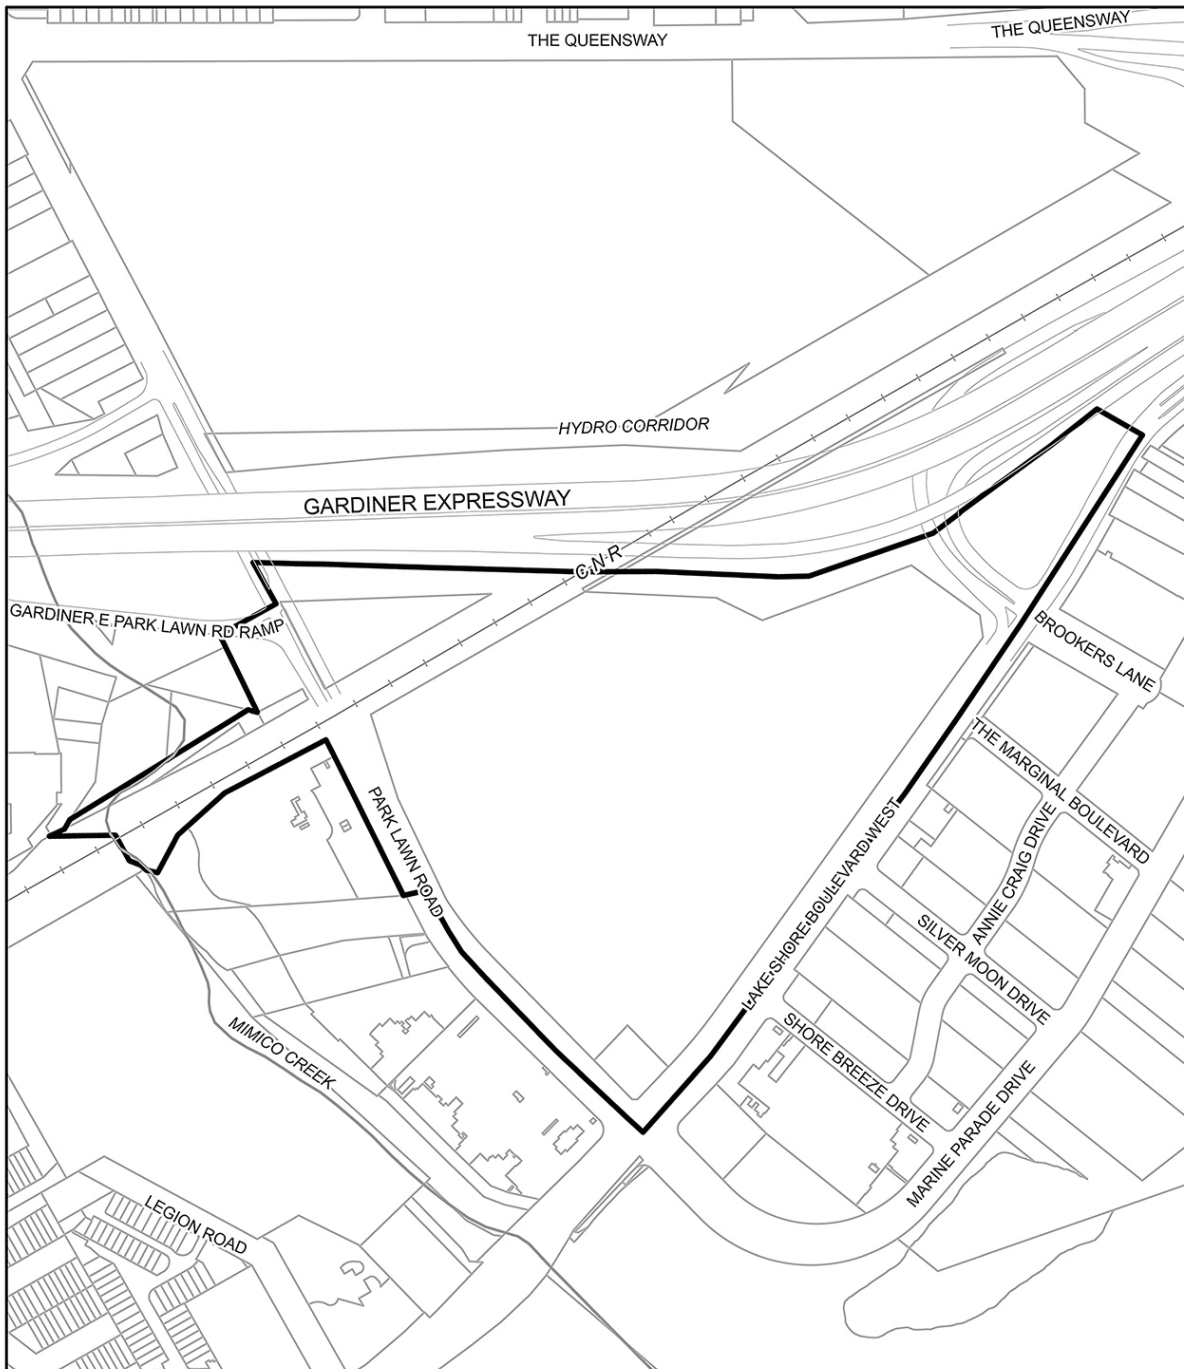 THE QUEENSWAY
THE QUEENSWAY
HYDRO CORRIDOR
GARDINER EXPRESSWAY
C N R
GARDINER E PARK LAWN RD RAMP
BROOKERS LANE
THE MARGINAL BOULEVARD
PARK LAWN ROAD
LAKE SHORE BOULEVARD WEST
ANNIE CRAIG DRIVE
SILVER MOON DRIVE
SHORE BREEZE DRIVE
MIMICO CREEK
MARINE PARADE DRIVE
LEGION ROAD